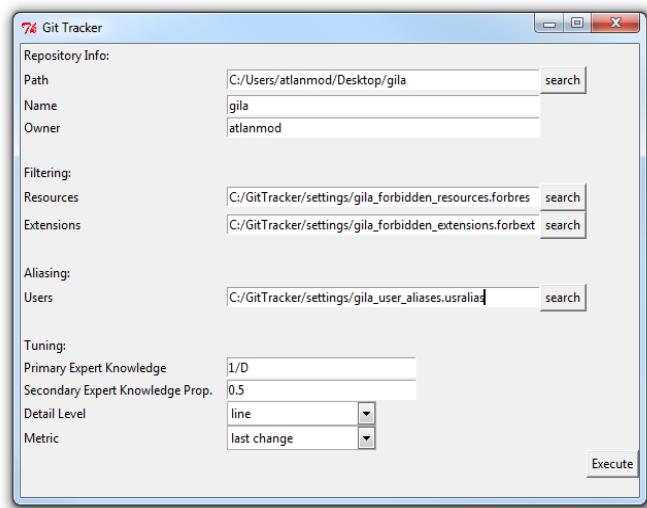 Git Tracker
Repository Info:
Path C:/Users/atlanmod/Desktop/gila search
Name gila
Owner atlanmod
Filtering:
Resources C:/GitTracker/settings/gila_forbidden_resources.forbres search
Extensions C:/GitTracker/settings/gila_forbidden_extensions.forbext search
Aliasing:
Users C:/GitTracker/settings/gila_user_aliases.usralias search
Tuning:
Primary Expert Knowledge 1/D
Secondary Expert Knowledge Prop. 0.5
Detail Level line
Metric last change
Execute